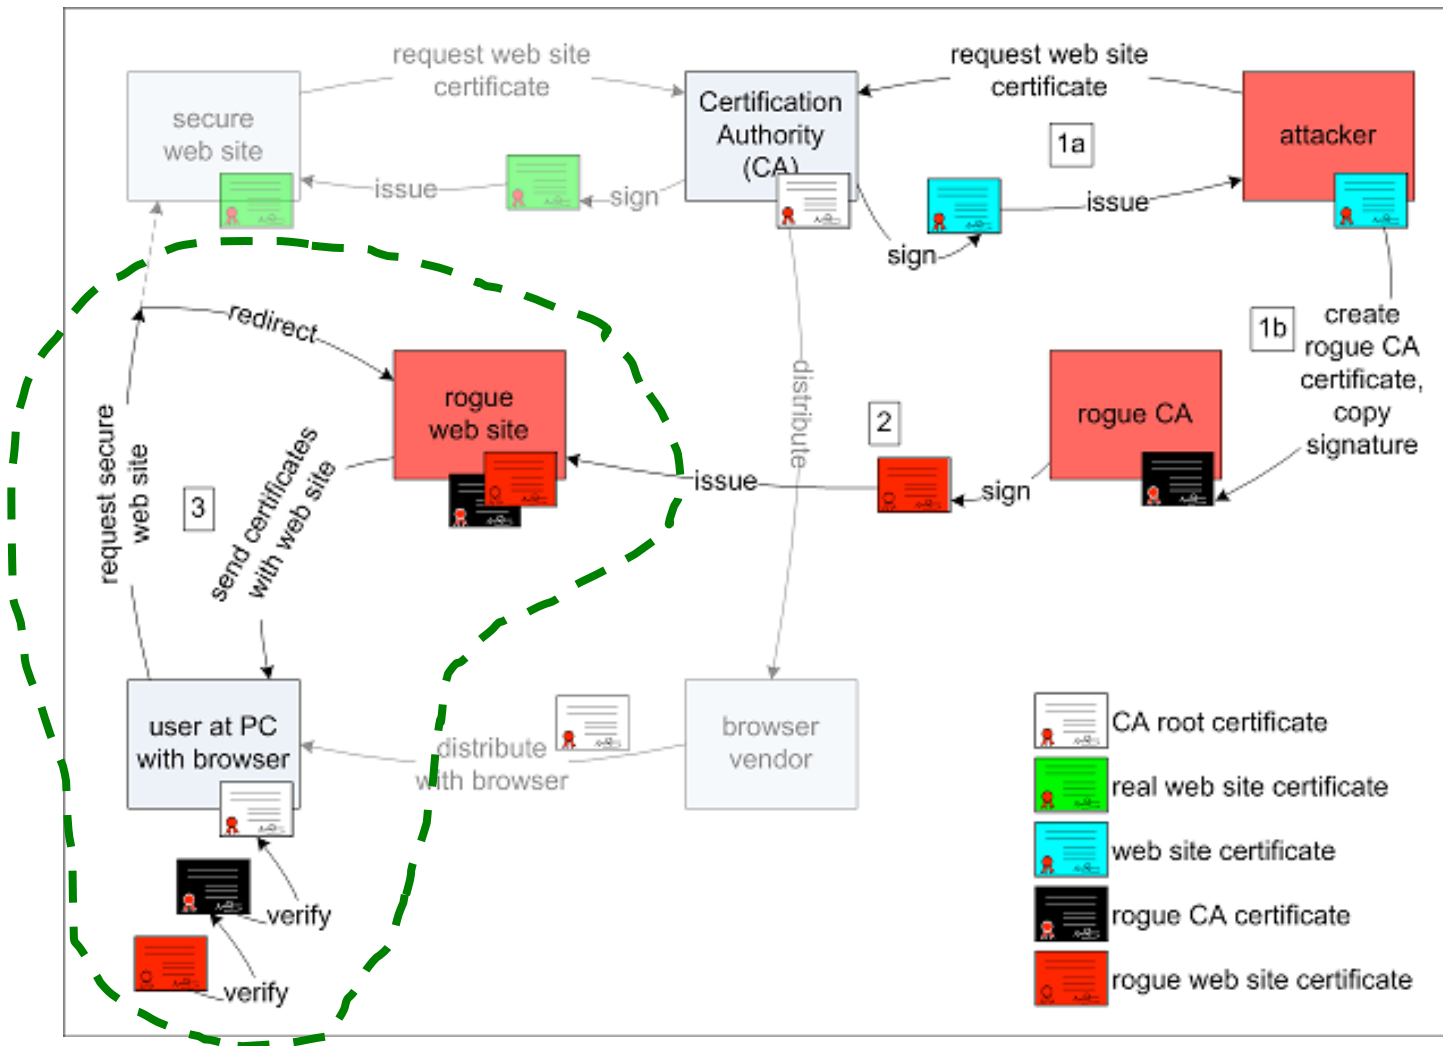 request web site
certificate
request web site
certificate
secure
web site
Certification
Authority
(CA)
attacker
1a
issue
sign
issue
sign
redirect
1b
create
rogue CA
certificate,
copy
signature
rogue
web site
distribute
2
rogue CA
request secure
web site
3
send certificates
with web site
issue
sign
user at PC
with browser
distribute
with browser
browser
vendor
CA root certificate
real web site certificate
web site certificate
rogue CA certificate
rogue web site certificate
verify
verify